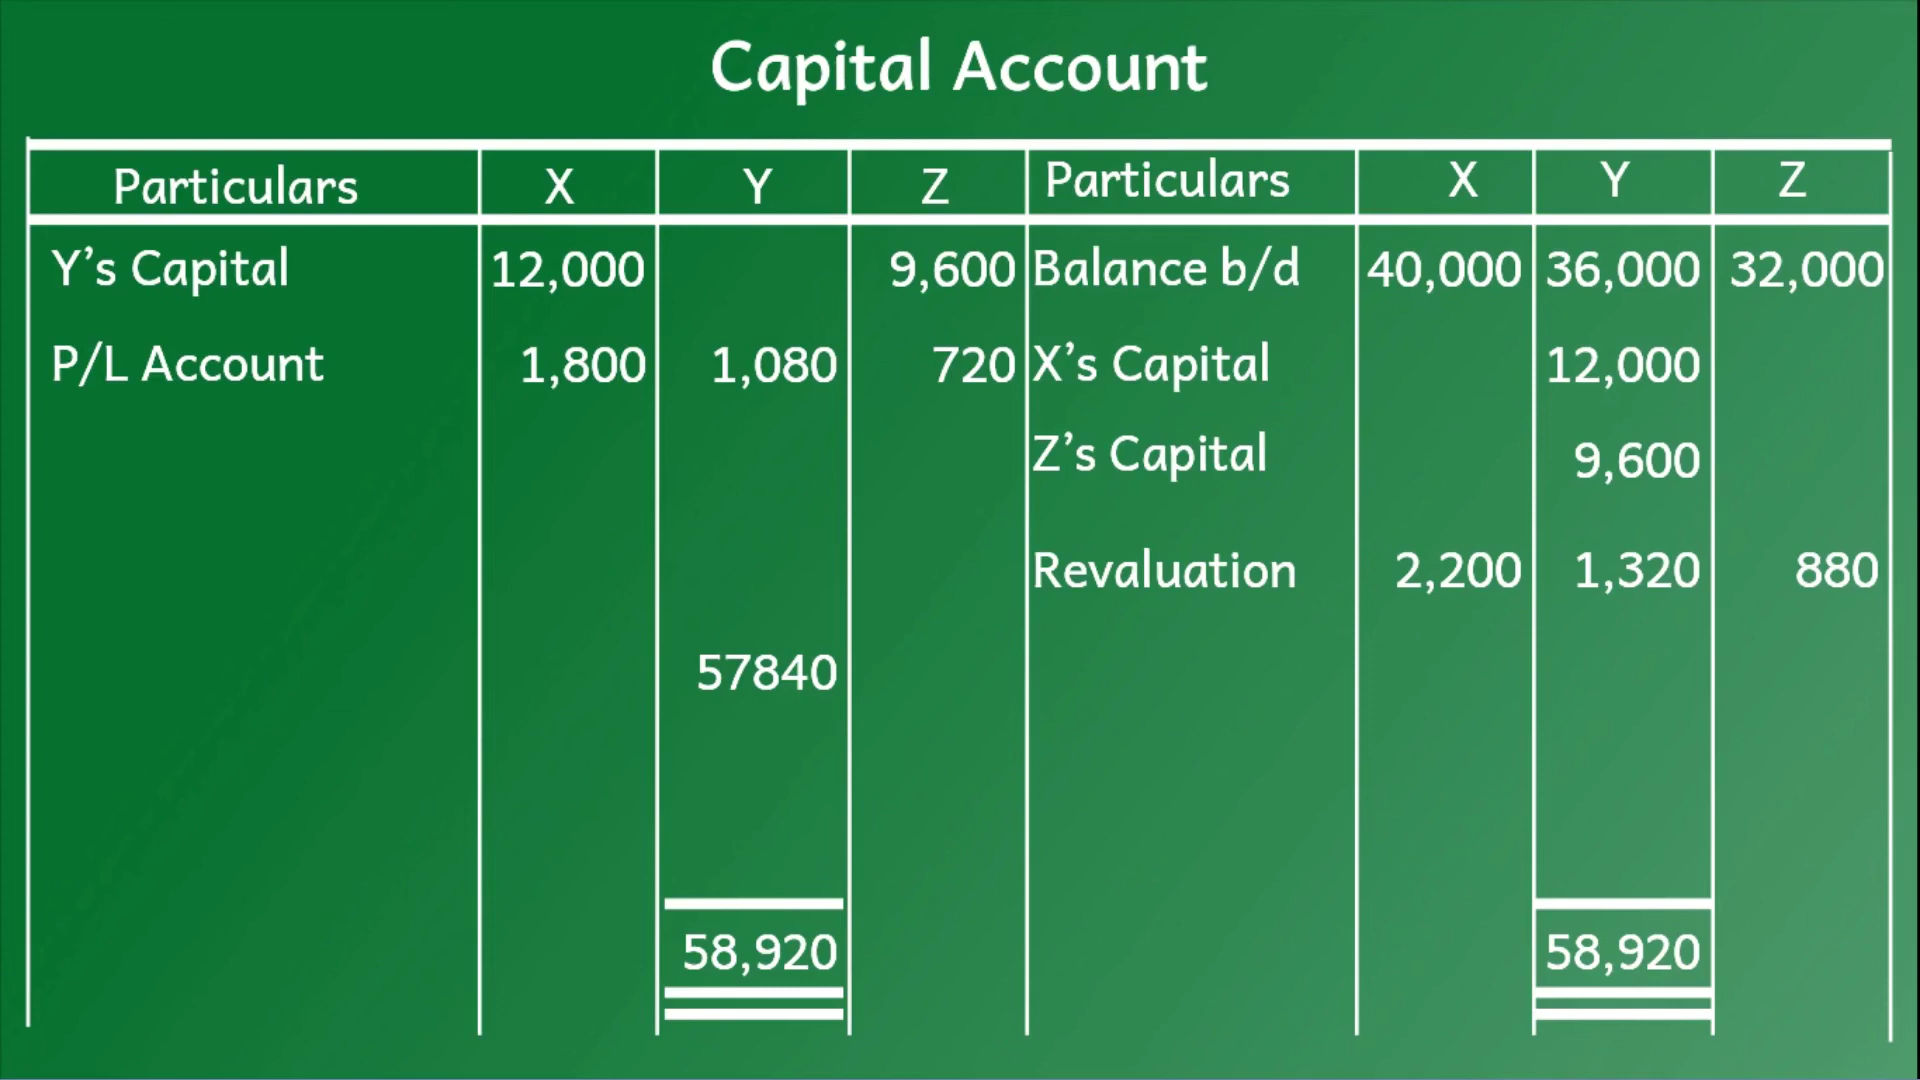 Capital Account
Particulars X Y Z Particulars X Y Z
Y’s Capital 12,000 9,600 Balance b/d 40,000 36,000 32,000
P/L Account 1,800 1,080 720 X’s Capital 12,000
Z’s Capital 9,600
Revaluation 2,200 1,320 880
57840
58,920 58,920